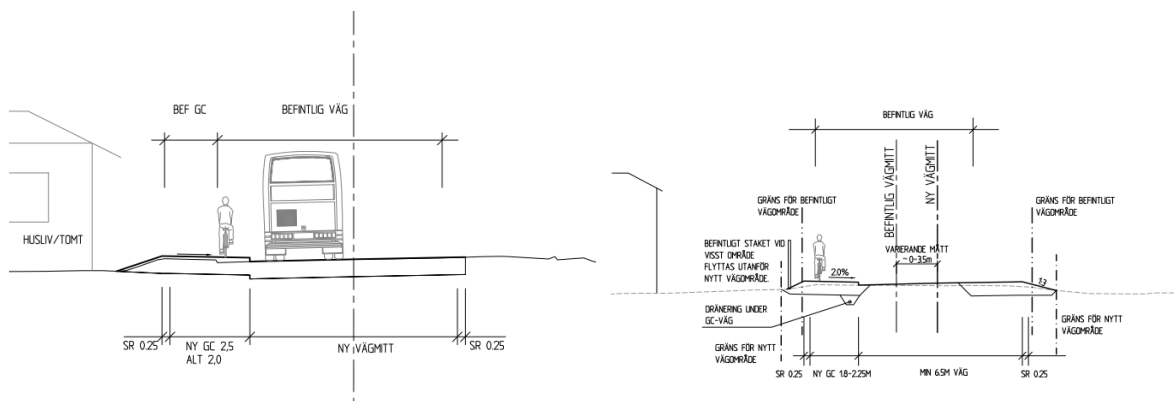 BEF GC
BEFINTLIG VÄG
HUSLIV/TOMT
SR 0.25
NY GC 2,5
ALT 2,0
NY VÄGMITT
SR 0.25
BEFINTLIG VÄG
BEFINTLIG VÄGMITT
NY VÄGMITT
GRÄNS FÖR BEFINTLIGT
VÄGOMRÅDE
GRÄNS FÖR BEFINTLIGT
VÄGOMRÅDE
BEFINTLIGT STAKET VID
VISST OMRÅDE
FLYTTAS UTANFÖR
NYTT VÄGOMRÅDE.
VARIERANDE MÅTT
~0-3.5m
2.0%
1:3
DRÄNERING UNDER
GC-VÄG
GRÄNS FÖR NYTT
VÄGOMRÅDE
GRÄNS FÖR NYTT
VÄGOMRÅDE
SR 0.25
NY GC 1.8-2.25M
MIN 6.5M VÄG
SR 0.25